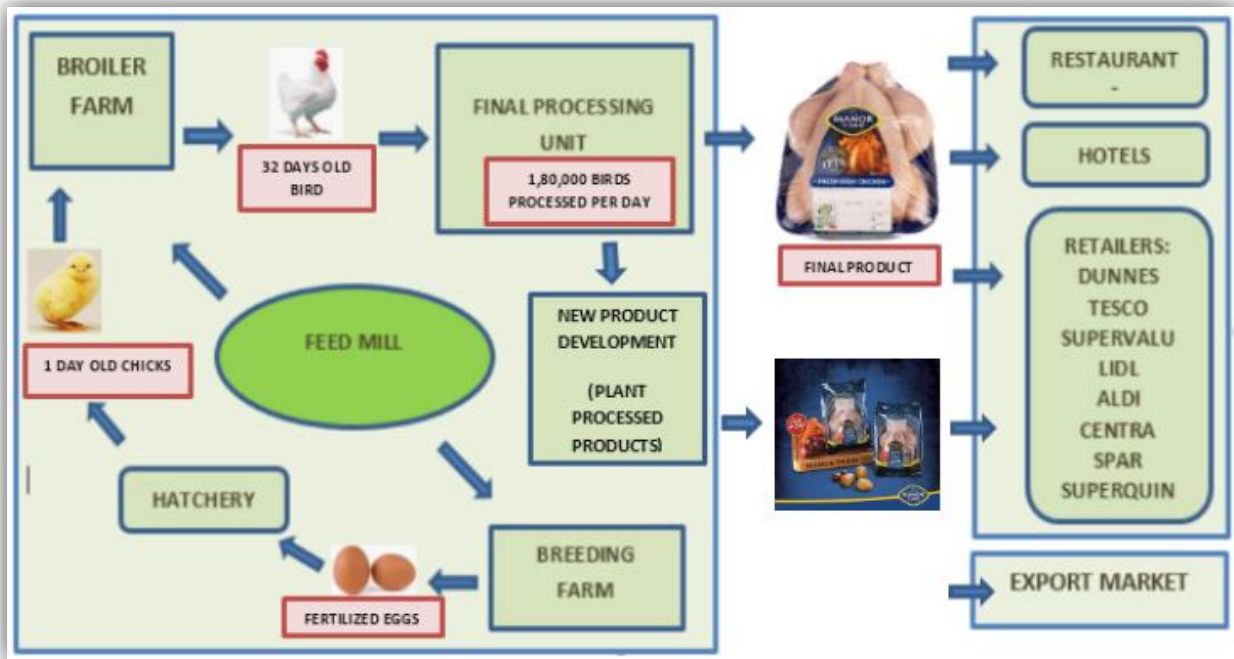 BROILER
FARM
32 DAYS OLD
BIRD
FINAL PROCESSING
UNIT
1,80,000 BIRDS
PROCESSED PER DAY
MANOR
FARM
FINAL PRODUCT
RESTAURANT
-
HOTELS
RETAILERS:
DUNNES
TESCO
SUPERVALU
LIDL
ALDI
CENTRA
SPAR
SUPERQUIN
1 DAY OLD CHICKS
FEED MILL
NEW PRODUCT
DEVELOPMENT
(PLANT
PROCESSED
PRODUCTS)
HATCHERY
FERTILIZED EGGS
BREEDING
FARM
EXPORT MARKET